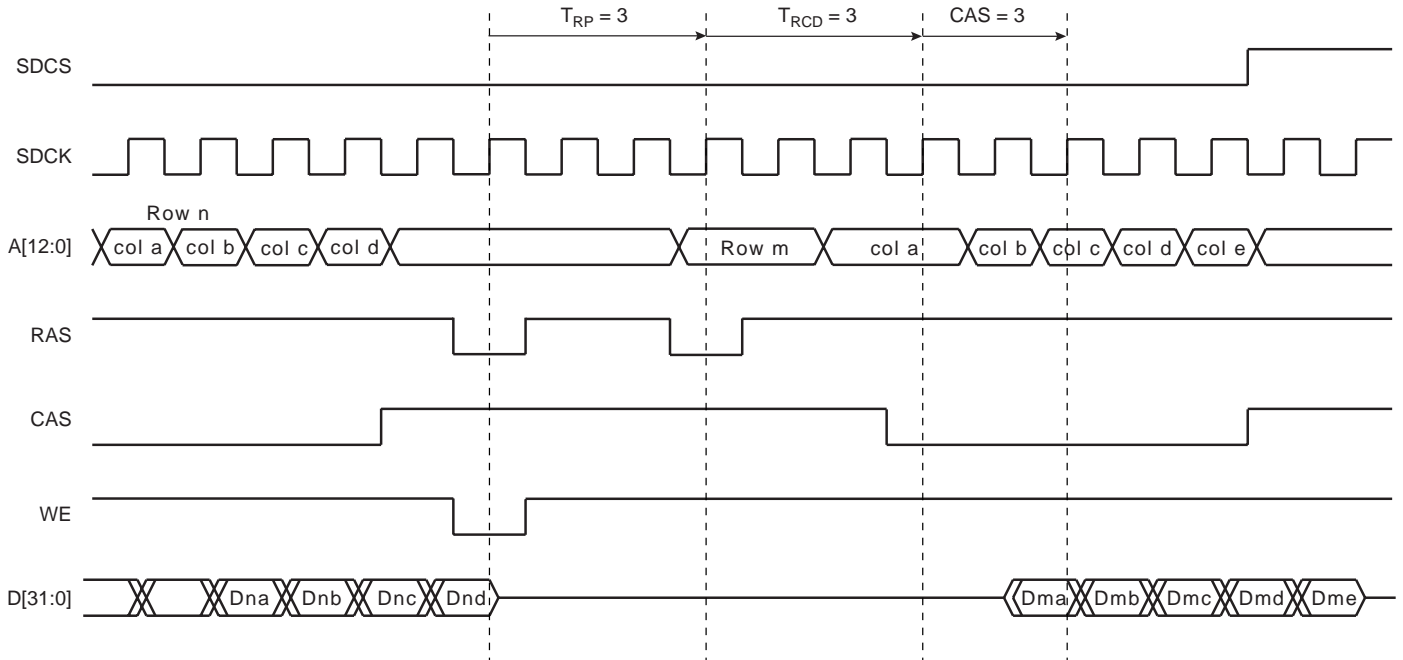 T_RP = 3 T_RCD = 3 CAS = 3
SDCS
SDCK
Row n
A[12:0] col a col b col c col d Row m col a col b col c col d col e
RAS
CAS
WE
D[31:0] Dna Dnb Dnc Dnd Dma Dmb Dmc Dmd Dme